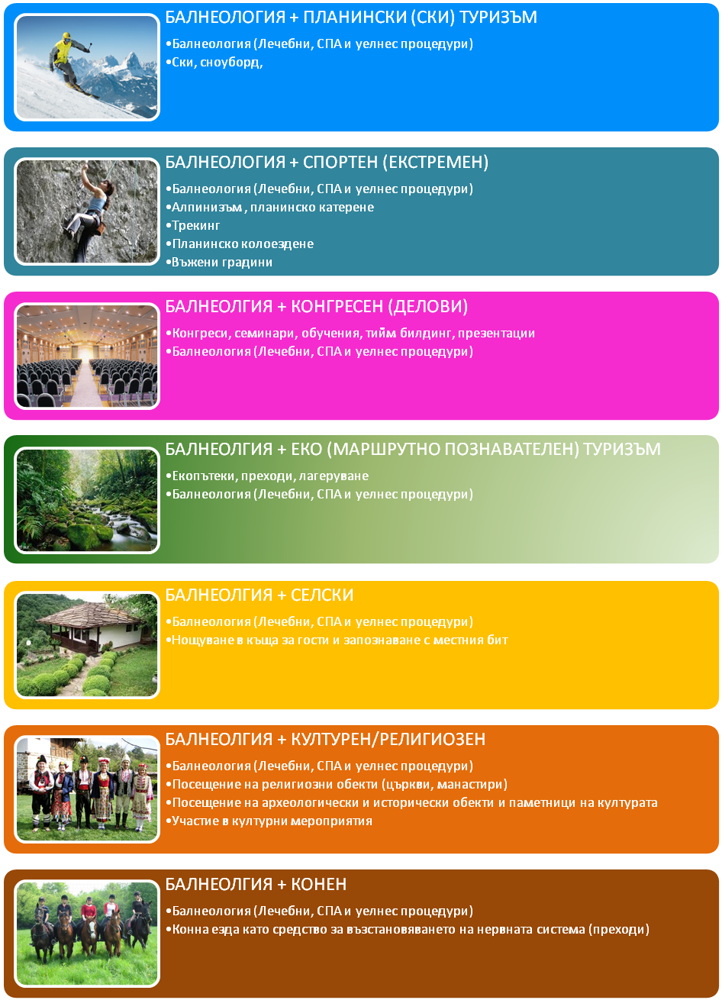 БАЛНЕОЛОГИЯ + ПЛАНИНСКИ (СКИ) ТУРИЗЪМ
•Балнеология (Лечебни, СПА и уелнес процедури)
•Ски, сноуборд,
БАЛНЕОЛОГИЯ + СПОРТЕН (ЕКСТРЕМЕН)
•Балнеология (Лечебни, СПА и уелнес процедури)
•Алпинизъм , планинско катерене
•Трекинг
•Планинско колоездене
•Въжени градини
БАЛНЕОЛГИЯ + КОНГРЕСЕН (ДЕЛОВИ)
•Конгреси, семинари, обучения, тийм билдинг, презентации
•Балнеология (Лечебни, СПА и уелнес процедури)
БАЛНЕОЛГИЯ + ЕКО (МАРШРУТНО ПОЗНАВАТЕЛЕН) ТУРИЗЪМ
•Екопътеки, преходи, лагеруване
•Балнеология (Лечебни, СПА и уелнес процедури)
БАЛНЕОЛГИЯ + СЕЛСКИ
•Балнеология (Лечебни, СПА и уелнес процедури)
•Нощуване в къща за гости и запознаване с местния бит
БАЛНЕОЛГИЯ + КУЛТУРЕН/РЕЛИГИОЗЕН
•Балнеология (Лечебни, СПА и уелнес процедури)
•Посещение на религиозни обекти (църкви, манастири)
•Посещение на археологически и исторически обекти и паметници на културата
•Участие в културни мероприятия
БАЛНЕОЛГИЯ + КОНЕН
•Балнеология (Лечебни, СПА и уелнес процедури)
•Конна езда като средство за възстановяването на нервната система (преходи)